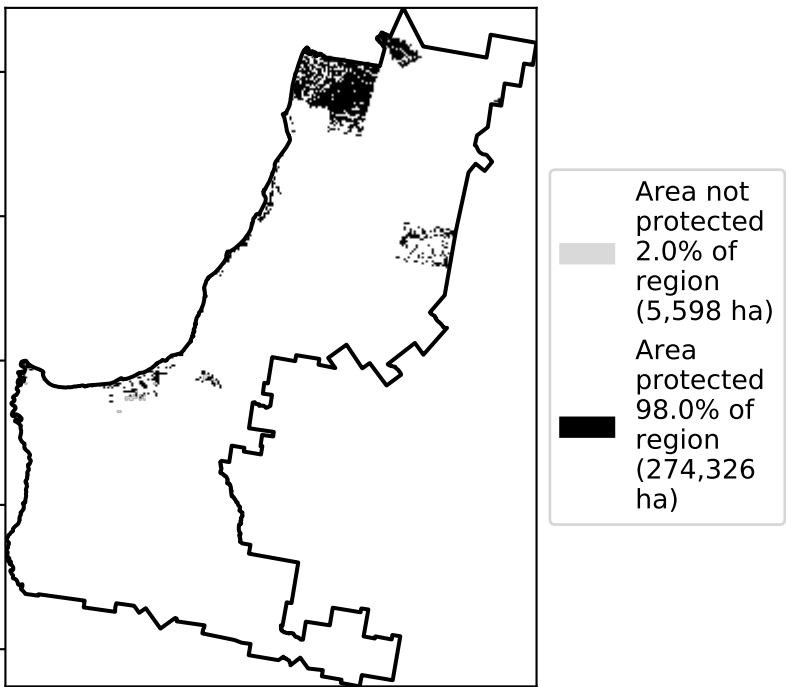 Area not
protected
2.0% of
region
(5,598 ha)
Area
protected
98.0% of
region
(274,326
ha)